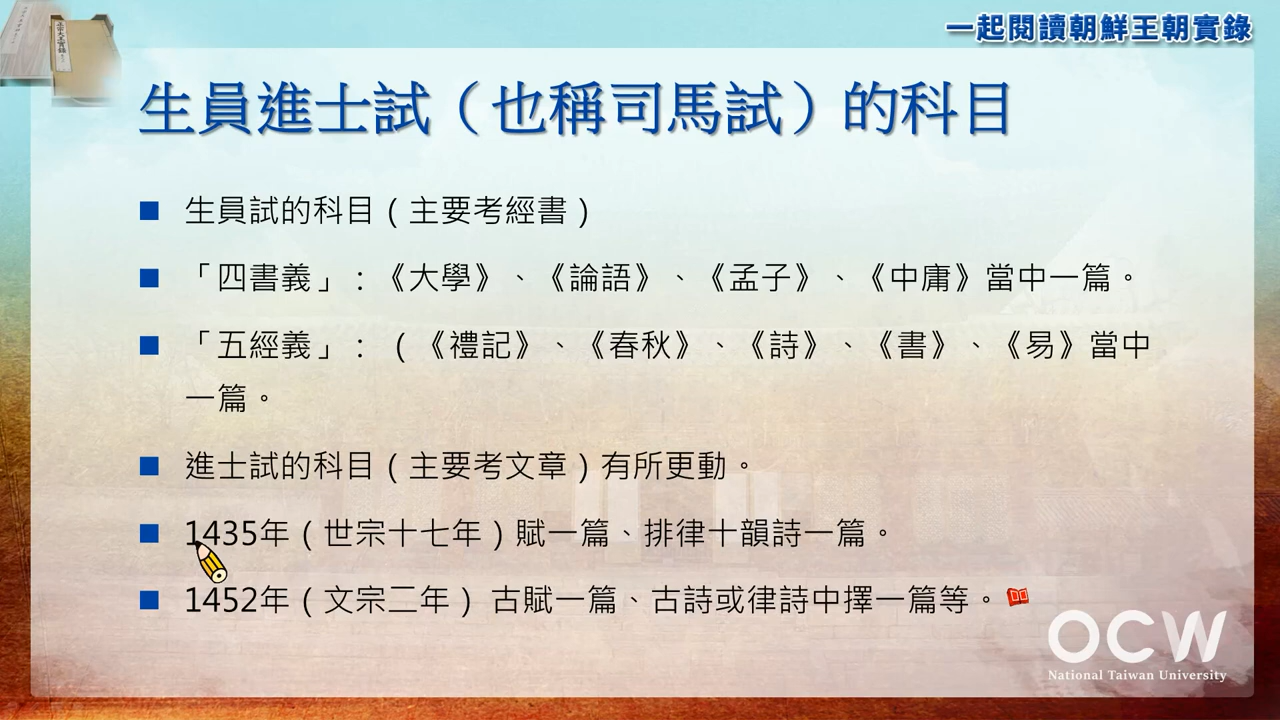 一起閱讀朝鮮王朝實錄
生員進士試（也稱司馬試）的科目
生員試的科目（主要考經書）
「四書義」：《大學》、《論語》、《孟子》、《中庸》當中一篇。
「五經義」：（《禮記》、《春秋》、《詩》、《書》、《易》當中
一篇。
進士試的科目（主要考文章）有所更動。
1435年（世宗十七年）賦一篇、排律十韻詩一篇。
1452年（文宗二年） 古賦一篇、古詩或律詩中擇一篇等。
OCW
National Taiwan University